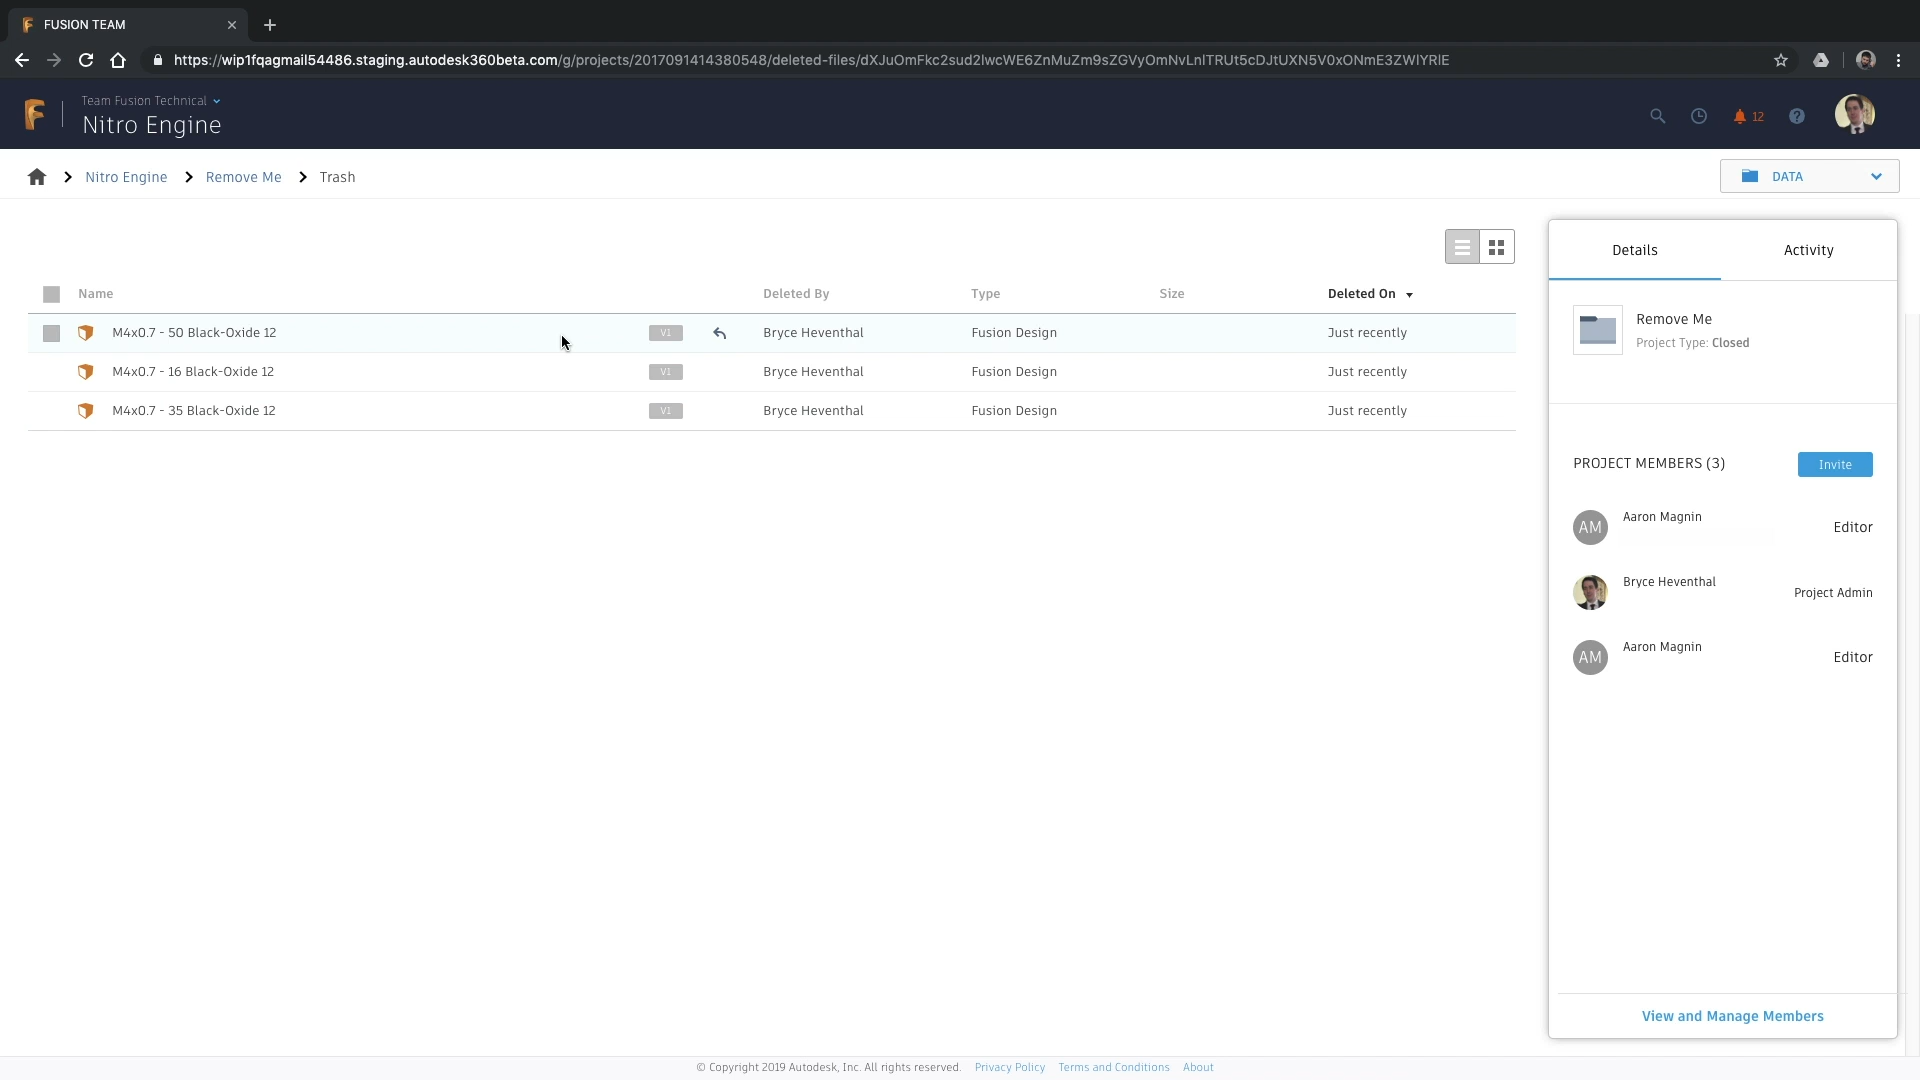 FUSION TEAM
https://wip1fqagmail54486.staging.autodesk360beta.com/g/projects/2017091414380548/deleted-files/dXJuOmFkc2sud2lwcWE6ZnMuZm9sZGVyOmNvLnlTRUt5cDJtUXN5V0xONmE3ZWlYRlE
Team Fusion Technical
Nitro Engine
12
Nitro Engine
Remove Me
Trash
DATA
Details Activity
Name Deleted By Type Size Deleted On
M4x0.7 - 50 Black-Oxide 12 V1 Bryce Heventhal Fusion Design Just recently
M4x0.7 - 16 Black-Oxide 12 V1 Bryce Heventhal Fusion Design Just recently
M4x0.7 - 35 Black-Oxide 12 V1 Bryce Heventhal Fusion Design Just recently
Remove Me
Project Type: Closed
PROJECT MEMBERS (3) Invite
AM Aaron Magnin Editor
Bryce Heventhal Project Admin
AM Aaron Magnin Editor
View and Manage Members
© Copyright 2019 Autodesk, Inc. All rights reserved. Privacy Policy Terms and Conditions About